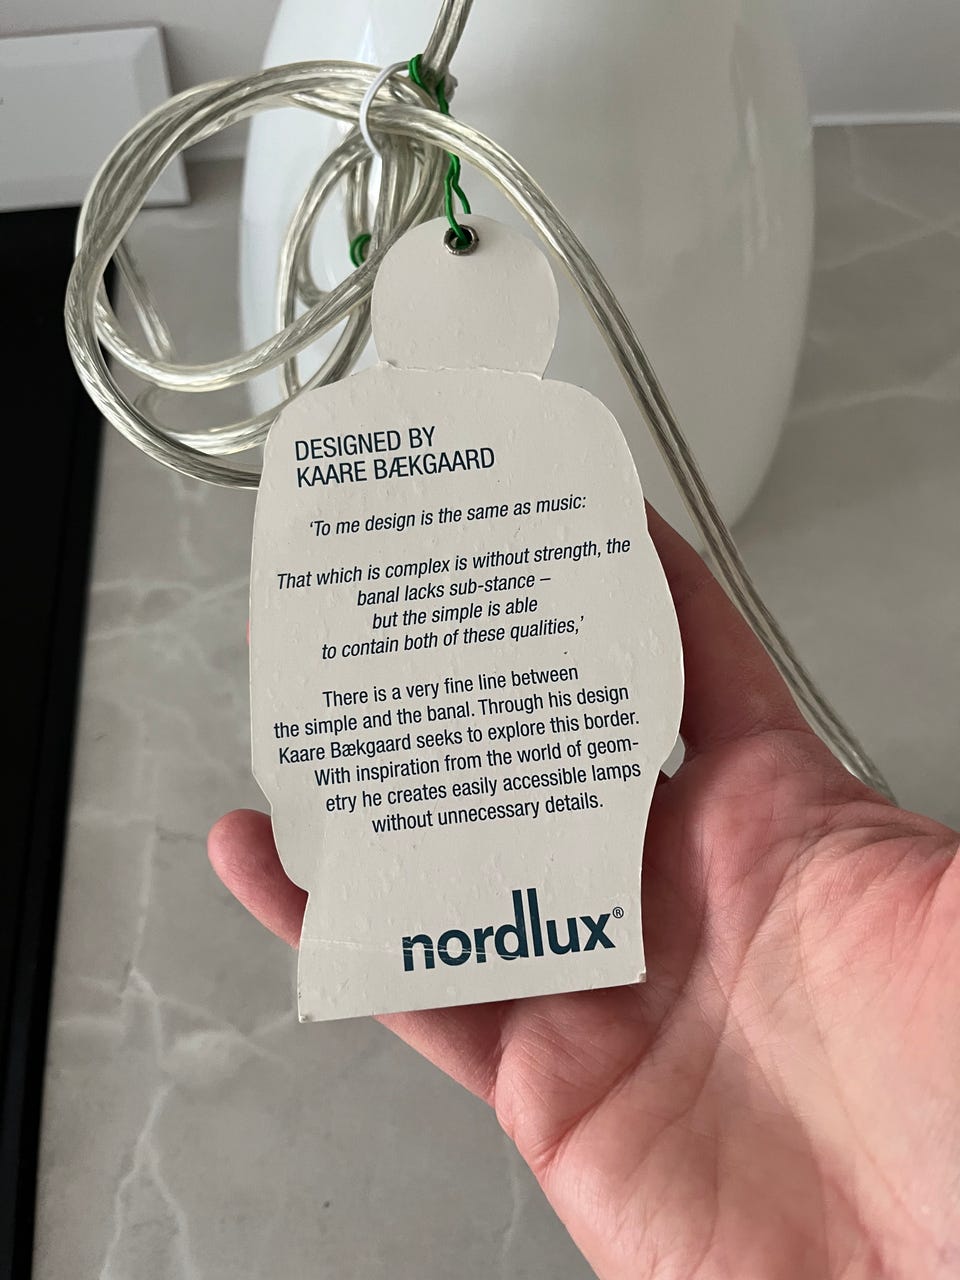 DESIGNED BY
KAARE BÆKGAARD
‘To me design is the same as music:
That which is complex is without strength, the
banal lacks sub-stance –
but the simple is able
to contain both of these qualities,’
There is a very fine line between
the simple and the banal. Through his design
Kaare Bækgaard seeks to explore this border.
With inspiration from the world of geom-
etry he creates easily accessible lamps
without unnecessary details.
nordlux®